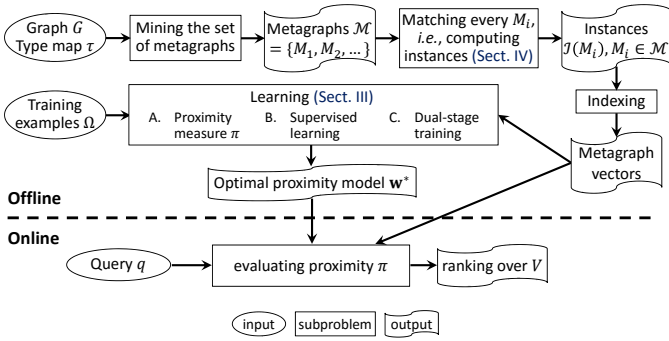 Graph G
Type map τ
Mining the set
of metagraphs
Metagraphs ℳ
= {M₁, M₂, …}
Matching every Mᵢ,
i.e., computing
instances (Sect. IV)
Instances
ℐ(Mᵢ), Mᵢ ∈ ℳ
Indexing
Metagraph
vectors
Training
examples Ω
Learning (Sect. III)
A. Proximity
measure π
B. Supervised
learning
C. Dual-stage
training
Optimal proximity model w*
Offline
Online
Query q
evaluating proximity π
ranking over V
input
subproblem
output